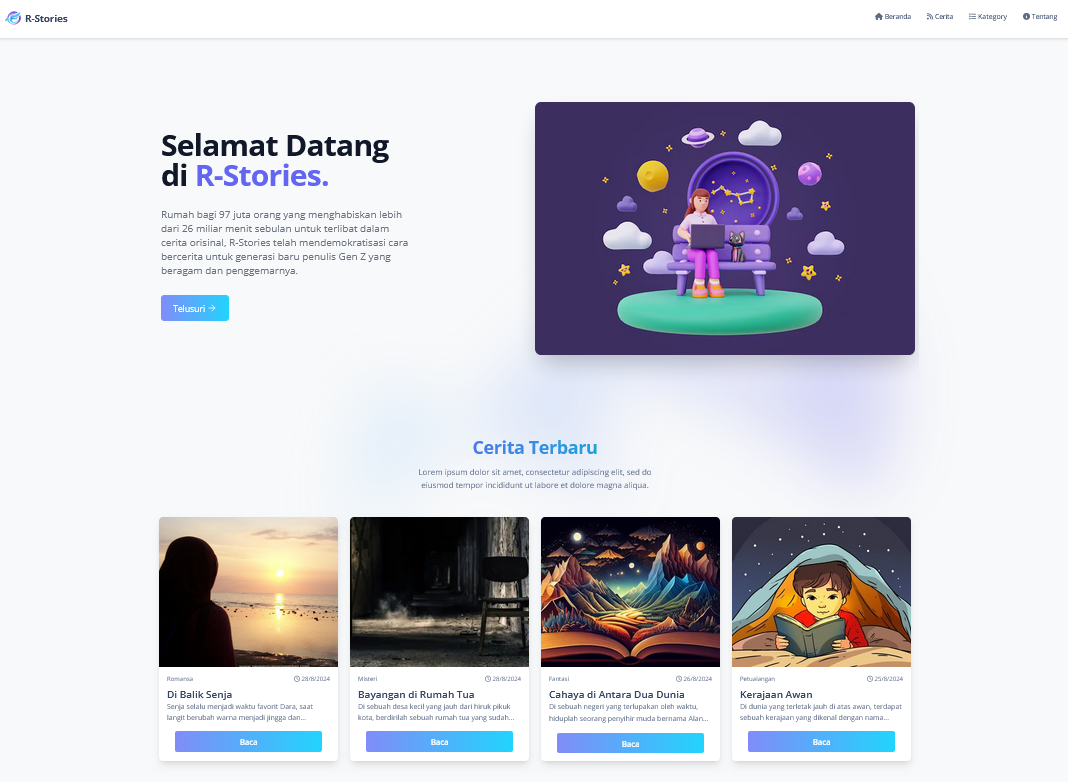 R-Stories
Beranda
Cerita
Kategory
Tentang
Selamat Datang
di R-Stories.
Rumah bagi 97 juta orang yang menghabiskan lebih
dari 26 miliar menit sebulan untuk terlibat dalam
cerita orisinal, R-Stories telah mendemokratisasi cara
bercerita untuk generasi baru penulis Gen Z yang
beragam dan penggemarnya.
Telusuri →
Cerita Terbaru
Lorem ipsum dolor sit amet, consectetur adipiscing elit, sed do
eiusmod tempor incididunt ut labore et dolore magna aliqua.
Romansa 28/8/2024
Di Balik Senja
Senja selalu menjadi waktu favorit Dara, saat
langit berubah warna menjadi jingga dan...
Baca
Misteri 28/8/2024
Bayangan di Rumah Tua
Di sebuah desa kecil yang jauh dari hiruk pikuk
kota, berdirilah sebuah rumah tua yang sudah...
Baca
Fantasi 26/8/2024
Cahaya di Antara Dua Dunia
Di sebuah negeri yang terlupakan oleh waktu,
hiduplah seorang penyihir muda bernama Alan...
Baca
Petualangan 25/8/2024
Kerajaan Awan
Di dunia yang terletak jauh di atas awan, terdapat
sebuah kerajaan yang dikenal dengan nama...
Baca